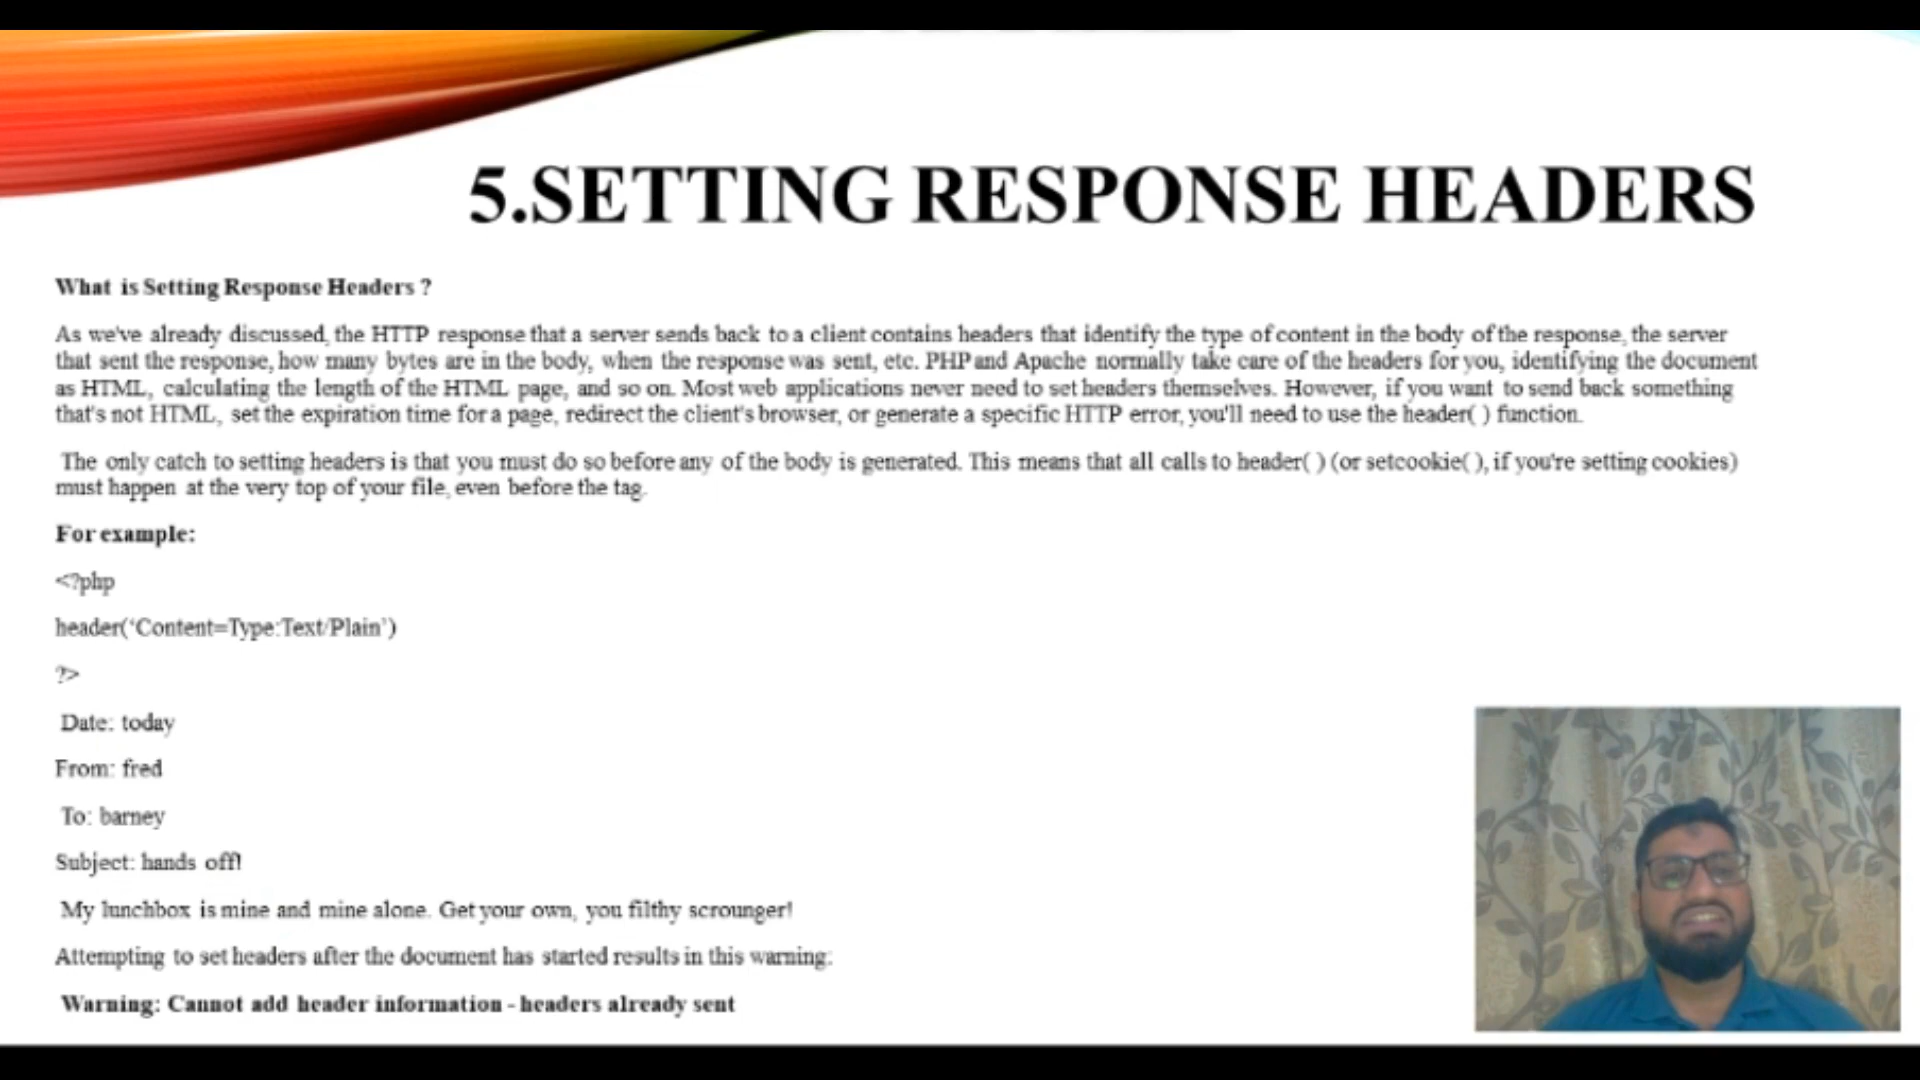 5.SETTING RESPONSE HEADERS
What is Setting Response Headers ?
As we've already discussed, the HTTP response that a server sends back to a client contains headers that identify the type of content in the body of the response, the server
that sent the response, how many bytes are in the body, when the response was sent, etc. PHP and Apache normally take care of the headers for you, identifying the document
as HTML, calculating the length of the HTML page, and so on. Most web applications never need to set headers themselves. However, if you want to send back something
that's not HTML, set the expiration time for a page, redirect the client's browser, or generate a specific HTTP error, you'll need to use the header( ) function.
The only catch to setting headers is that you must do so before any of the body is generated. This means that all calls to header( ) (or setcookie( ), if you're setting cookies)
must happen at the very top of your file, even before the tag.
For example:
<?php
header(‘Content=Type:Text/Plain’)
?>
Date: today
From: fred
To: barney
Subject: hands off!
My lunchbox is mine and mine alone. Get your own, you filthy scrounger!
Attempting to set headers after the document has started results in this warning:
Warning: Cannot add header information - headers already sent